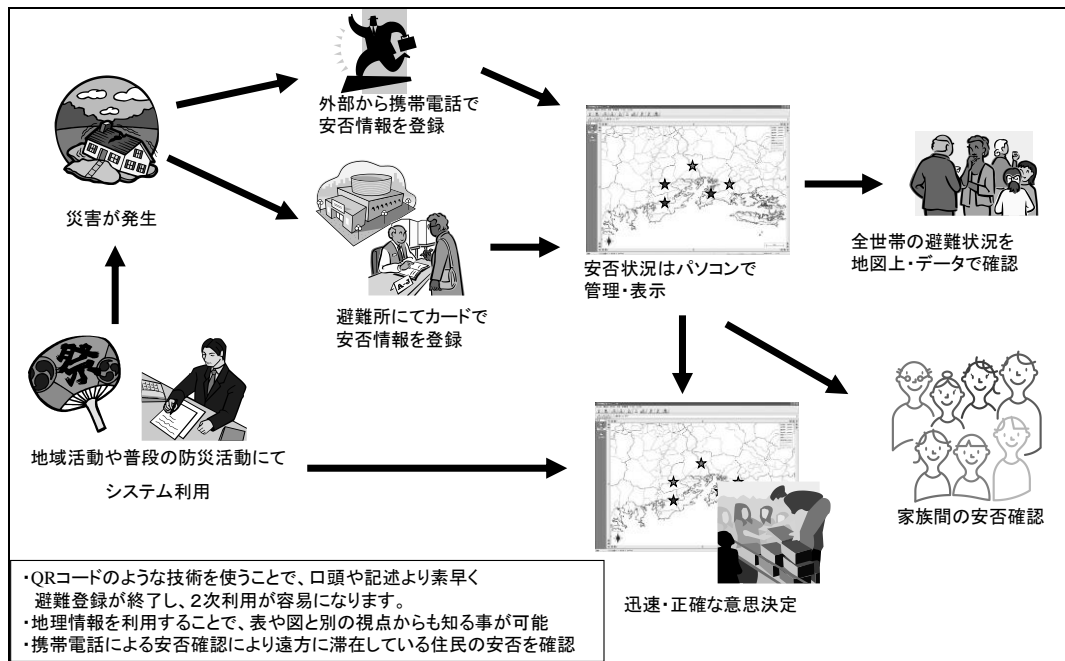 外部から携帯電話で
安否情報を登録
災害が発生
避難所にてカードで
安否情報を登録
安否状況はパソコンで
管理・表示
全世帯の避難状況を
地図上・データで確認
祭
地域活動や普段の防災活動にて
システム利用
家族間の安否確認
迅速・正確な意思決定
・QRコードのような技術を使うことで、口頭や記述より素早く
避難登録が終了し、２次利用が容易になります。
・地理情報を利用することで、表や図と別の視点からも知る事が可能
・携帯電話による安否確認により遠方に滞在している住民の安否を確認